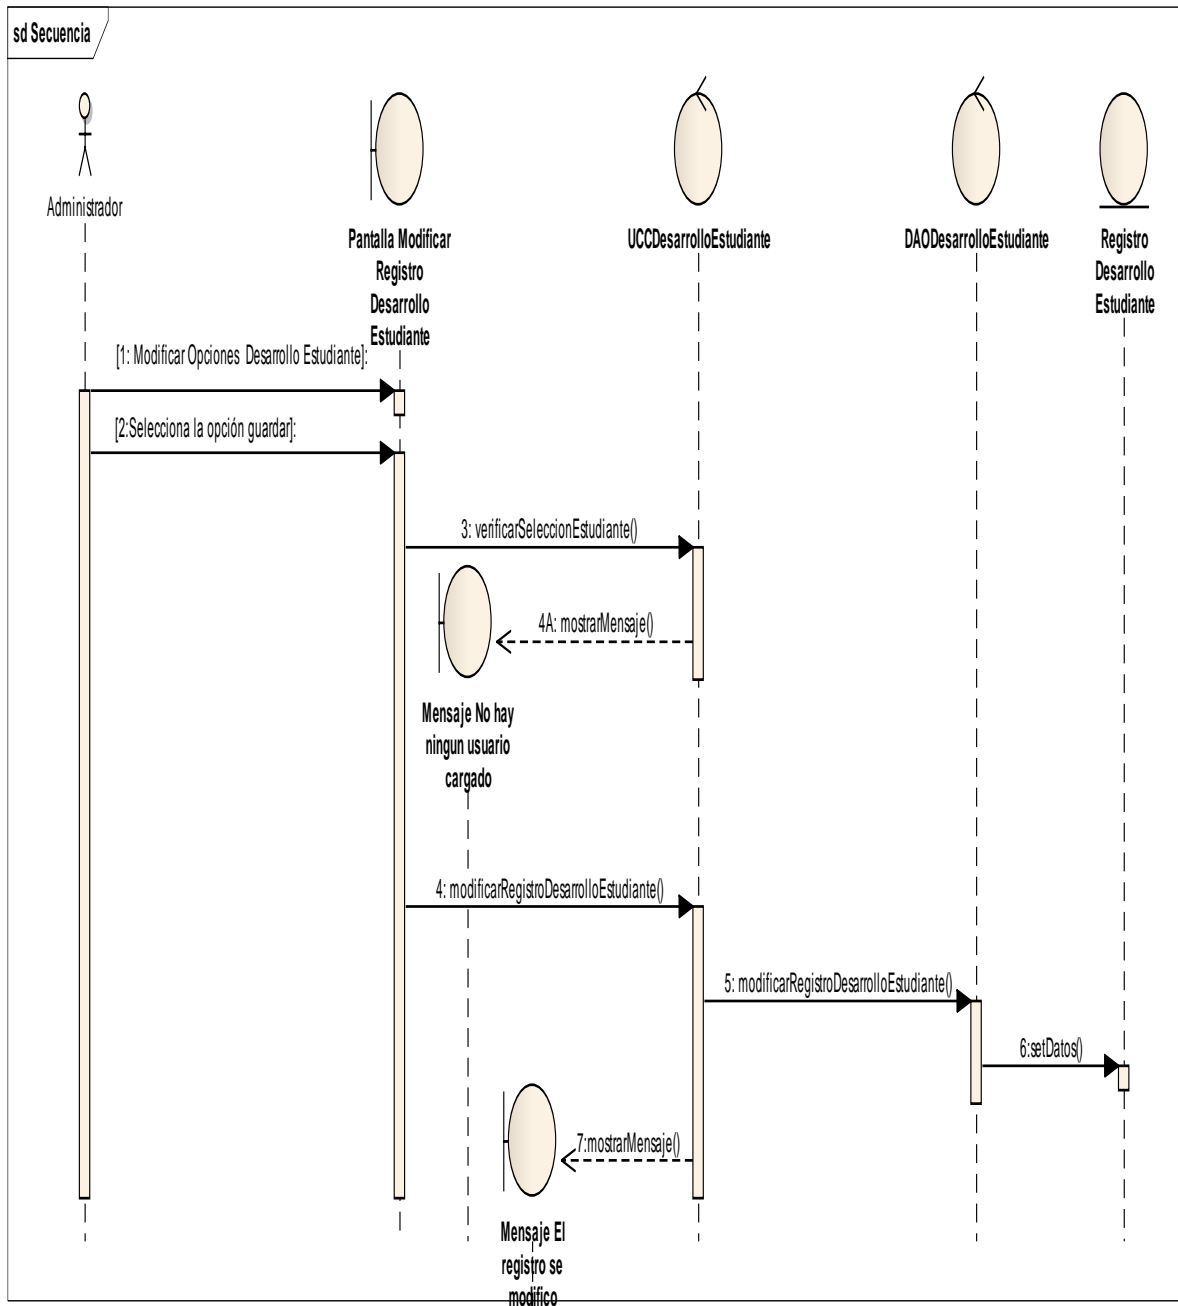 sd Secuencia
Administrador
Pantalla Modificar
Registro
Desarrollo
Estudiante
UCCDesarrolloEstudiante
DAODesarrolloEstudiante
Registro
Desarrollo
Estudiante
[1: Modificar Opciones Desarrollo Estudiante]:
[2:Selecciona la opción guardar]:
3: verificarSeleccionEstudiante()
4A: mostrarMensaje()
Mensaje No hay
ningun usuario
cargado
4: modificarRegistroDesarrolloEstudiante()
5: modificarRegistroDesarrolloEstudiante()
6:setDatos()
7:mostrarMensaje()
Mensaje El
registro se
modifico